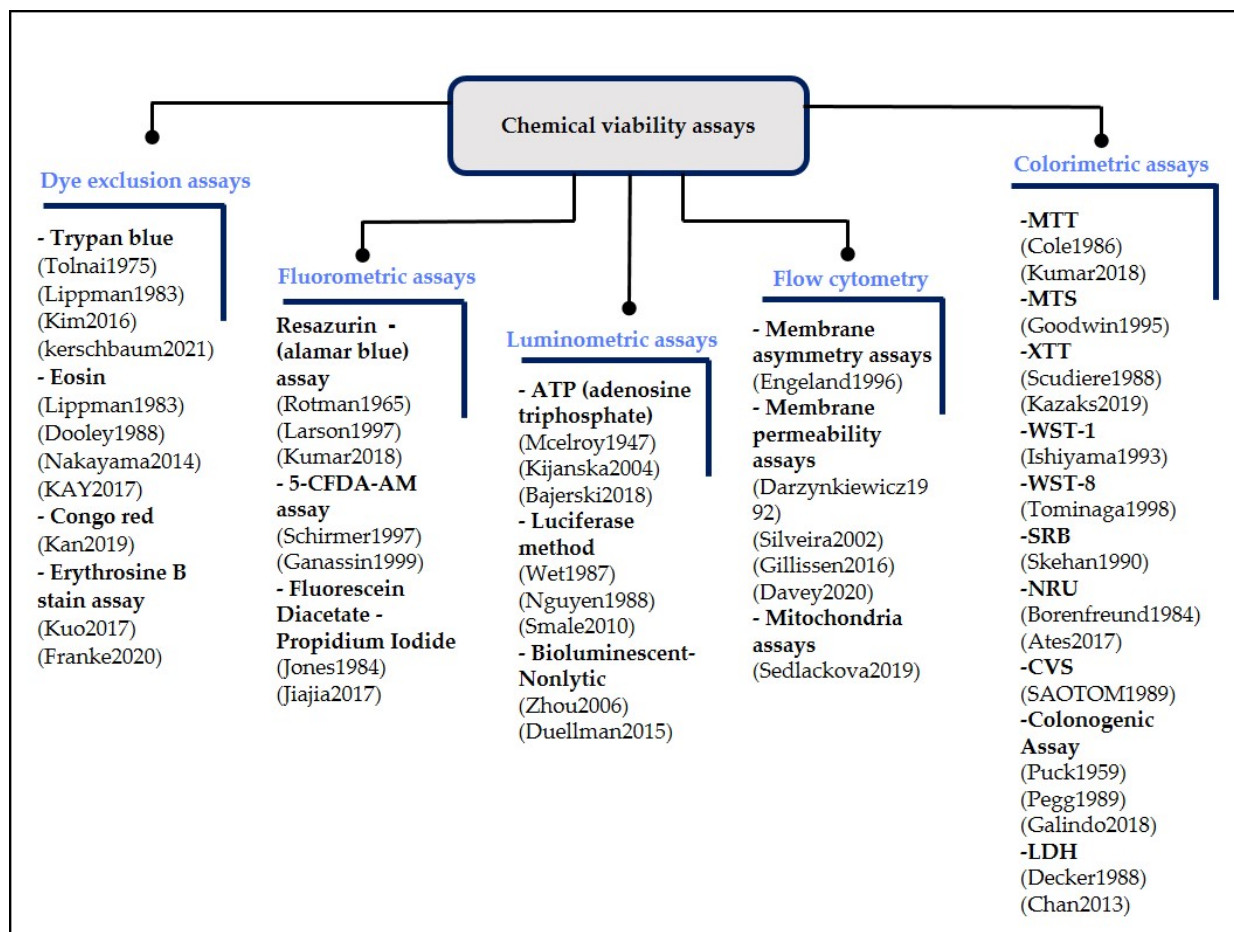 Chemical viability assays
Dye exclusion assays
- Trypan blue
(Tolnai1975)
(Lippman1983)
(Kim2016)
(kerschbaum2021)
- Eosin
(Lippman1983)
(Dooley1988)
(Nakayama2014)
(KAY2017)
- Congo red
(Kan2019)
- Erythrosine B
stain assay
(Kuo2017)
(Franke2020)
Fluorometric assays
Resazurin -
(alamar blue)
assay
(Rotman1965)
(Larson1997)
(Kumar2018)
- 5-CFDA-AM
assay
(Schirmer1997)
(Ganassin1999)
- Fluorescein
Diacetate -
Propidium Iodide
(Jones1984)
(Jiajia2017)
Luminometric assays
- ATP (adenosine
triphosphate)
(Mcelroy1947)
(Kijanska2004)
(Bajerski2018)
- Luciferase
method
(Wet1987)
(Nguyen1988)
(Smale2010)
- Bioluminescent-
Nonlytic
(Zhou2006)
(Duellman2015)
Flow cytometry
- Membrane
asymmetry assays
(Engeland1996)
- Membrane
permeability
assays
(Darzynkiewicz19
92)
(Silveira2002)
(Gillissen2016)
(Davey2020)
- Mitochondria
assays
(Sedlackova2019)
Colorimetric assays
-MTT
(Cole1986)
(Kumar2018)
-MTS
(Goodwin1995)
-XTT
(Scudiere1988)
(Kazaks2019)
-WST-1
(Ishiyama1993)
-WST-8
(Tominaga1998)
-SRB
(Skehan1990)
-NRU
(Borenfreund1984)
(Ates2017)
-CVS
(SAOTOM1989)
-Colonogenic
Assay
(Puck1959)
(Pegg1989)
(Galindo2018)
-LDH
(Decker1988)
(Chan2013)